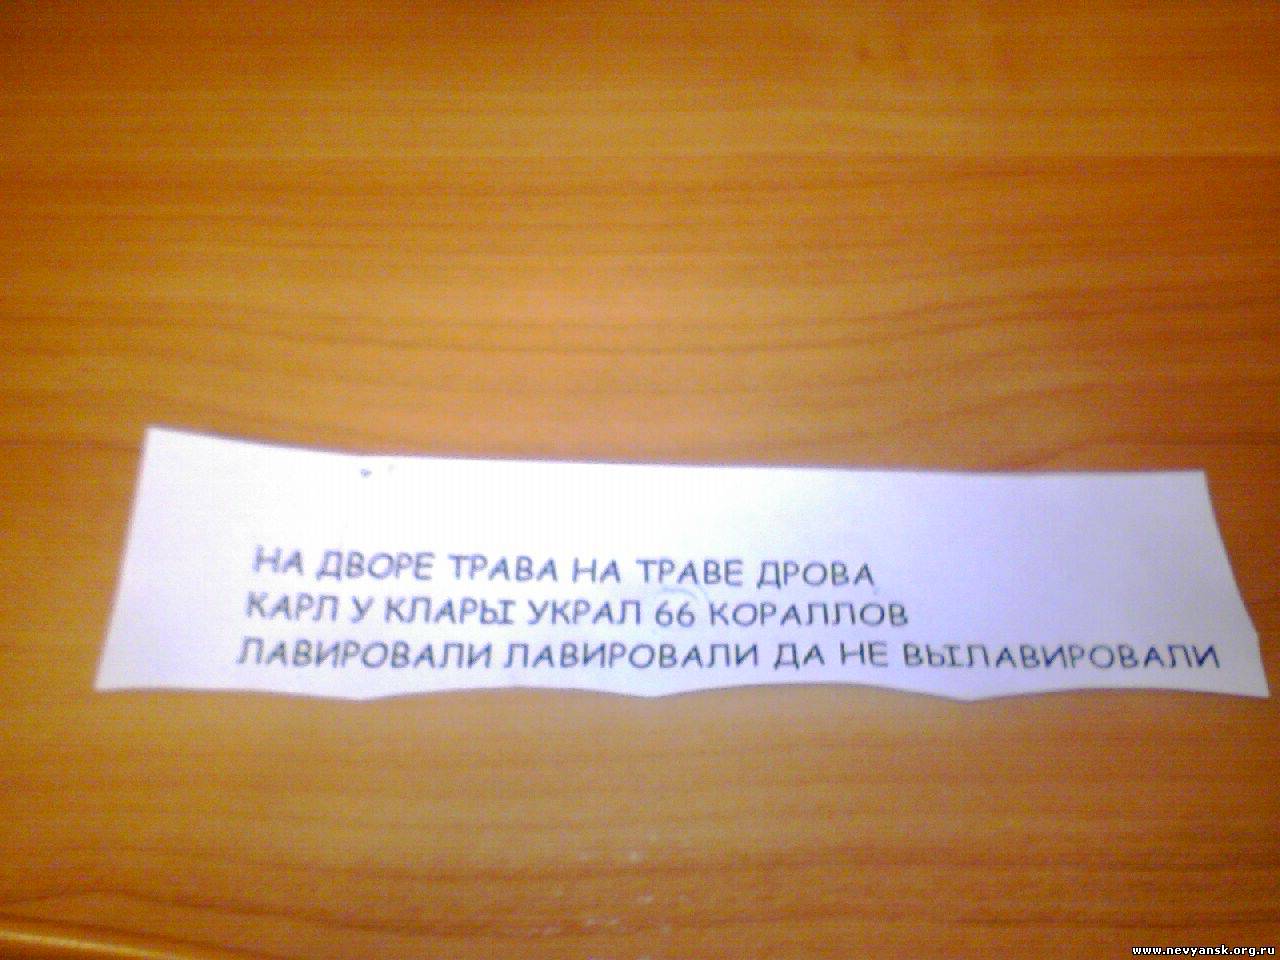 НА ДВОРЕ ТРАВА НА ТРАВЕ ДРОВА
КАРЛ У КЛАРЫ УКРАЛ 66 КОРАЛЛОВ
ЛАВИРОВАЛИ ЛАВИРОВАЛИ ДА НЕ ВЫЛАВИРОВАЛИ
www.nevyansk.org.ru